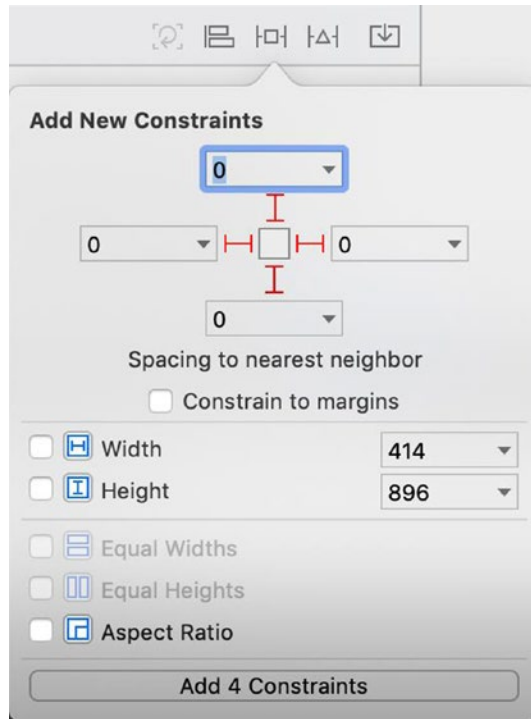 Add New Constraints
0
0 0
0
Spacing to nearest neighbor
Constrain to margins
Width 414
Height 896
Equal Widths
Equal Heights
Aspect Ratio
Add 4 Constraints